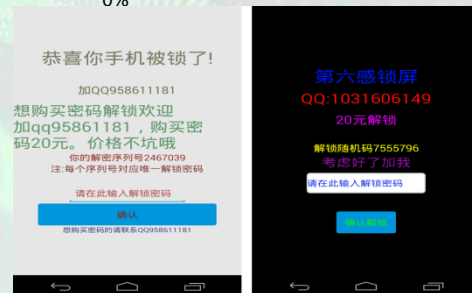 0%
恭喜你手机被锁了!
加QQ958611181
想购买密码解锁欢迎
加qq95861181，购买密
码20元。价格不坑哦
你的解密序列号2467039
注:每个序列号对应唯一解锁密码
请在此输入解锁密码
确认
想购买密码的请联系QQ958611181
第六感锁屏
QQ:1031606149
20元解锁
解锁随机码7555796
考虑好了加我
请在此输入解锁密码
确认解锁